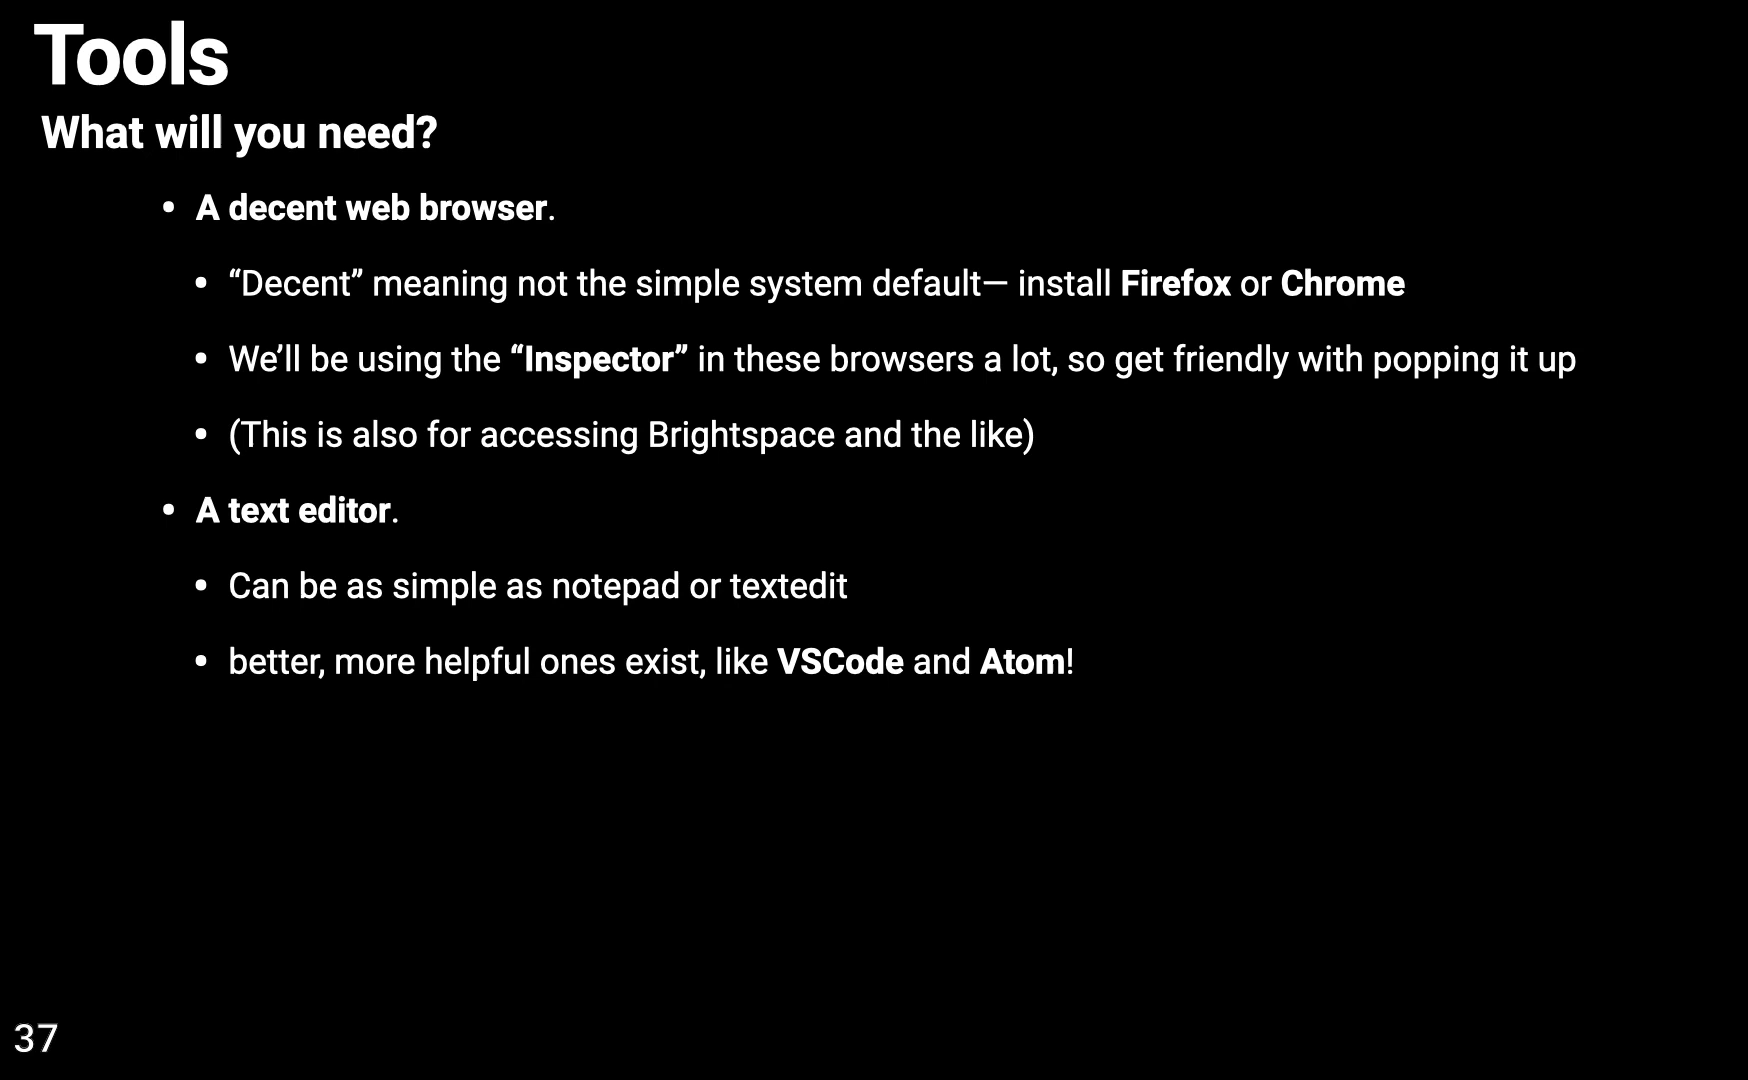 Tools
What will you need?
• A decent web browser.
• “Decent” meaning not the simple system default— install Firefox or Chrome
• We’ll be using the “Inspector” in these browsers a lot, so get friendly with popping it up
• (This is also for accessing Brightspace and the like)
• A text editor.
• Can be as simple as notepad or textedit
• better, more helpful ones exist, like VSCode and Atom!
37